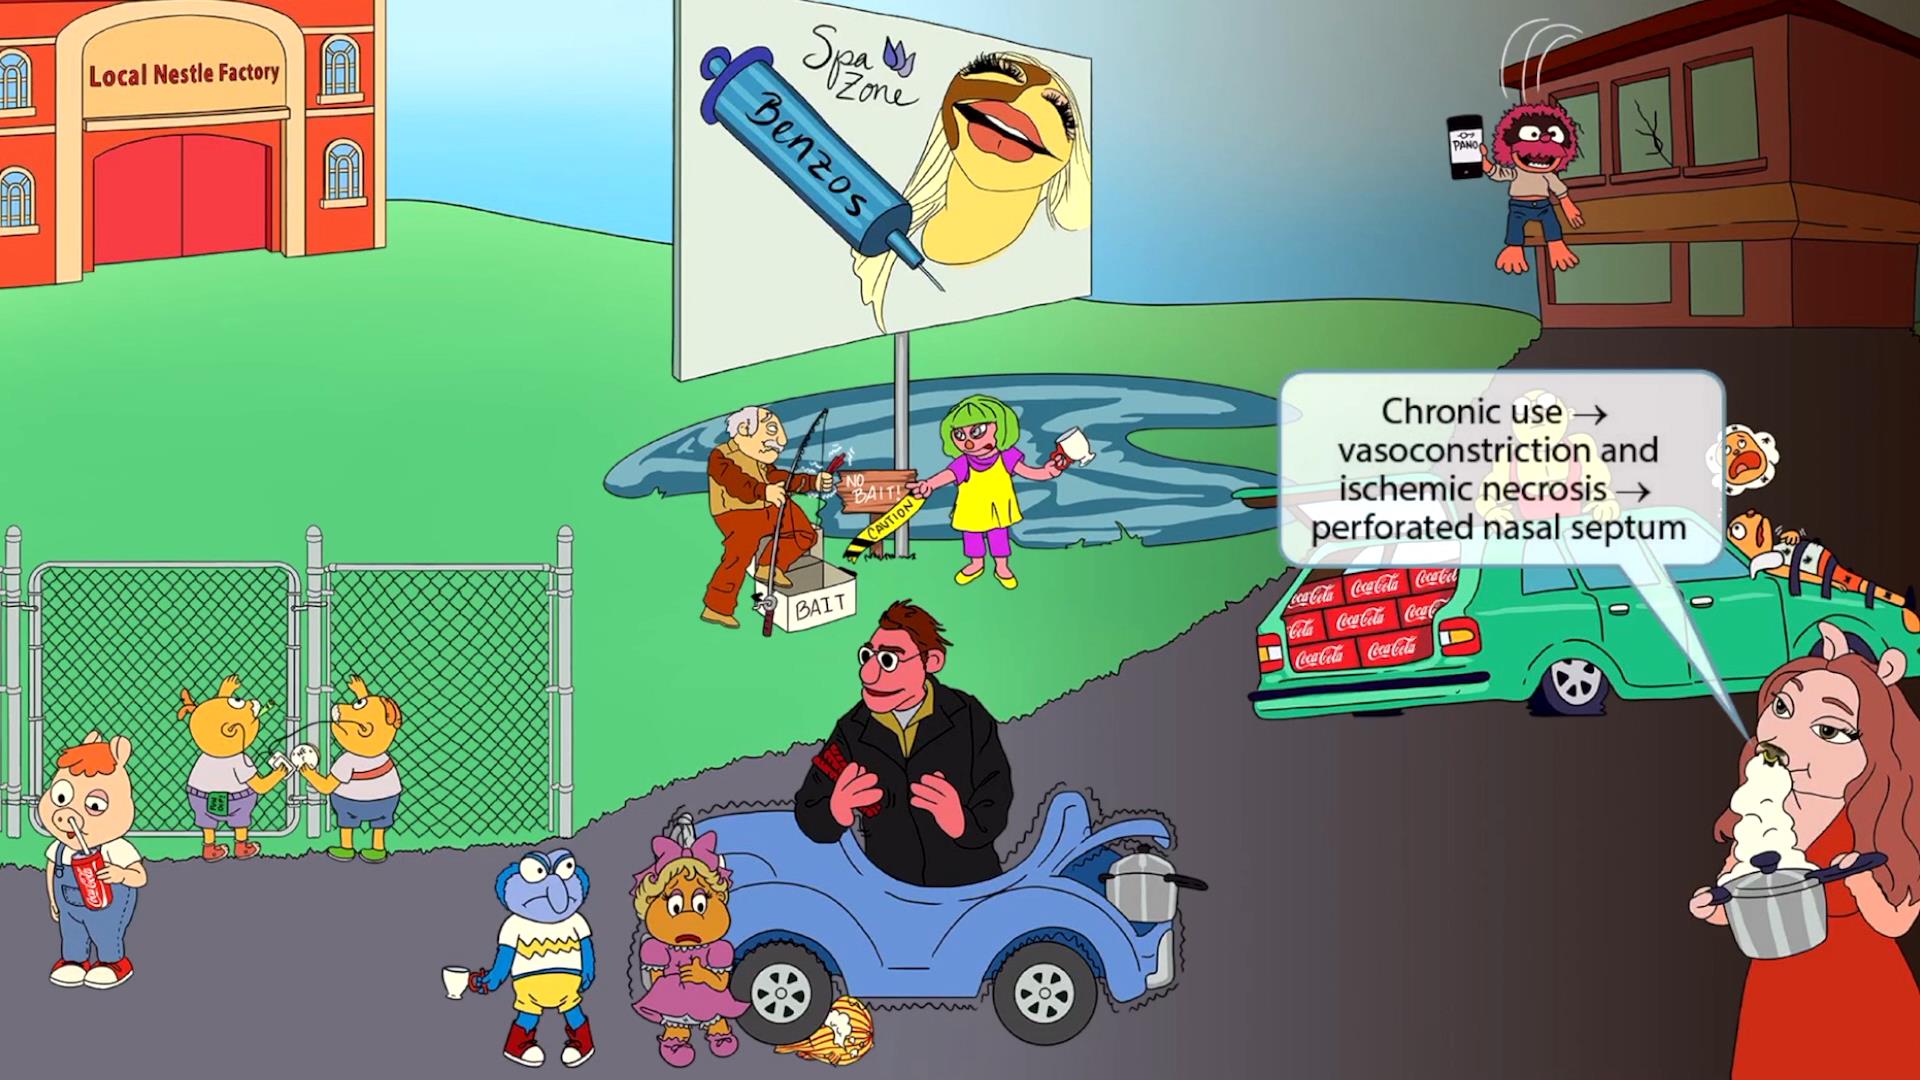 Local Nestle Factory
Spa
Zone
Benzos
PANO
NO
BAIT!
CAUTION
BAIT
Chronic use →
vasoconstriction and
ischemic necrosis →
perforated nasal septum
Coca-Cola
Coca-Cola
Coca-Cola
Coca-Cola
Coca-Cola
Coca-Cola
Coca-Cola
NE
Coca-Cola